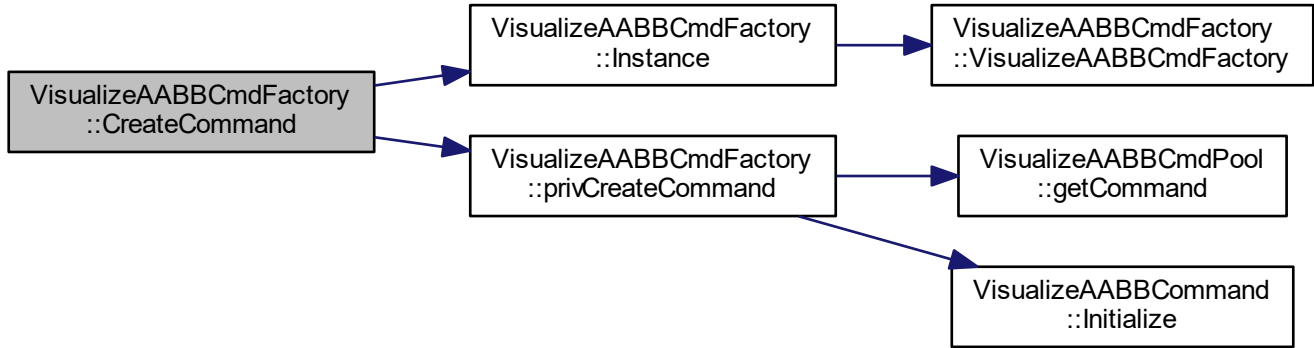 VisualizeAABBCmdFactory
::CreateCommand
VisualizeAABBCmdFactory
::Instance
VisualizeAABBCmdFactory
::VisualizeAABBCmdFactory
VisualizeAABBCmdFactory
::privCreateCommand
VisualizeAABBCmdPool
::getCommand
VisualizeAABBCommand
::Initialize